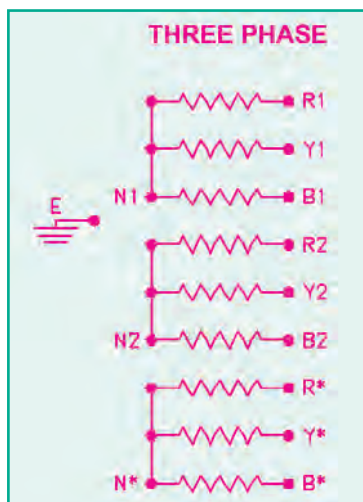 THREE PHASE
R1
Y1
E
N1 B1
R2
Y2
N2 B2
R*
Y*
N* B*